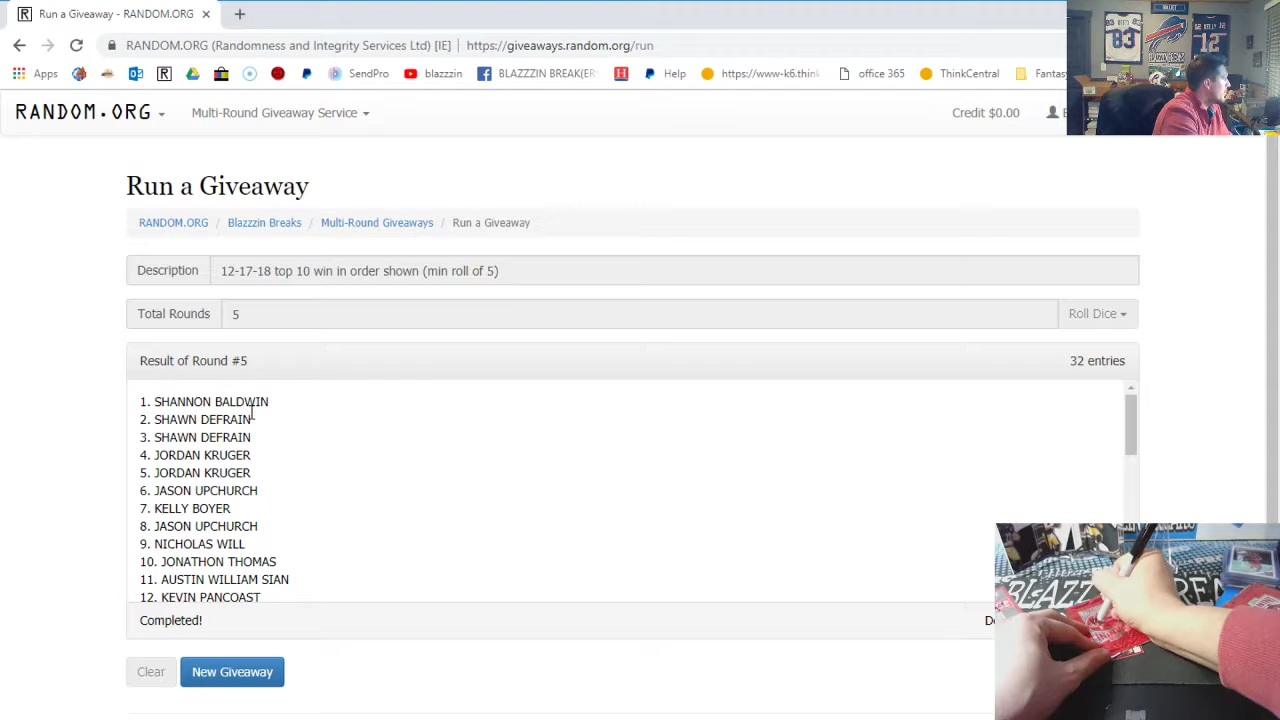 Run a Giveaway - RANDOM.ORG
RANDOM.ORG (Randomness and Integrity Services Ltd) [IE] | https://giveaways.random.org/run
Apps
SendPro
blazzzin
BLAZZZIN BREAK(ER
Help
https://www-k6.think
office 365
ThinkCentral
Fantas
RANDOM.ORG
Multi-Round Giveaway Service
Credit $0.00
Run a Giveaway
RANDOM.ORG / Blazzzin Breaks / Multi-Round Giveaways / Run a Giveaway
Description 12-17-18 top 10 win in order shown (min roll of 5)
Total Rounds 5 Roll Dice
Result of Round #5 32 entries
1. SHANNON BALDWIN
2. SHAWN DEFRAIN
3. SHAWN DEFRAIN
4. JORDAN KRUGER
5. JORDAN KRUGER
6. JASON UPCHURCH
7. KELLY BOYER
8. JASON UPCHURCH
9. NICHOLAS WILL
10. JONATHON THOMAS
11. AUSTIN WILLIAM SIAN
12. KEVIN PANCOAST
Completed!
Clear New Giveaway
83
12